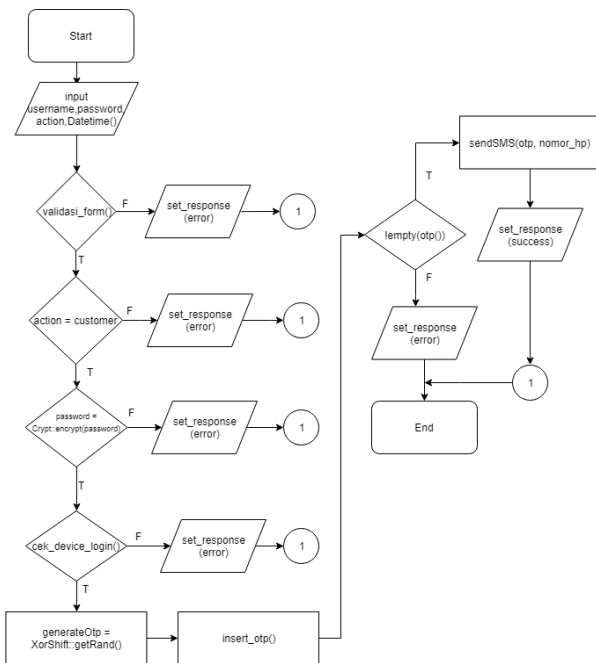 Start
input
username,password,
action,Datetime()
validasi_form()
F
set_response
(error)
1
T
action = customer
F
set_response
(error)
1
T
password =
Crypt::encrypt(password)
F
set_response
(error)
1
T
cek_device_login()
F
set_response
(error)
1
T
generateOtp =
XorShift::getRand()
insert_otp()
!empty(otp())
T
sendSMS(otp, nomor_hp)
set_response
(success)
F
set_response
(error)
1
End